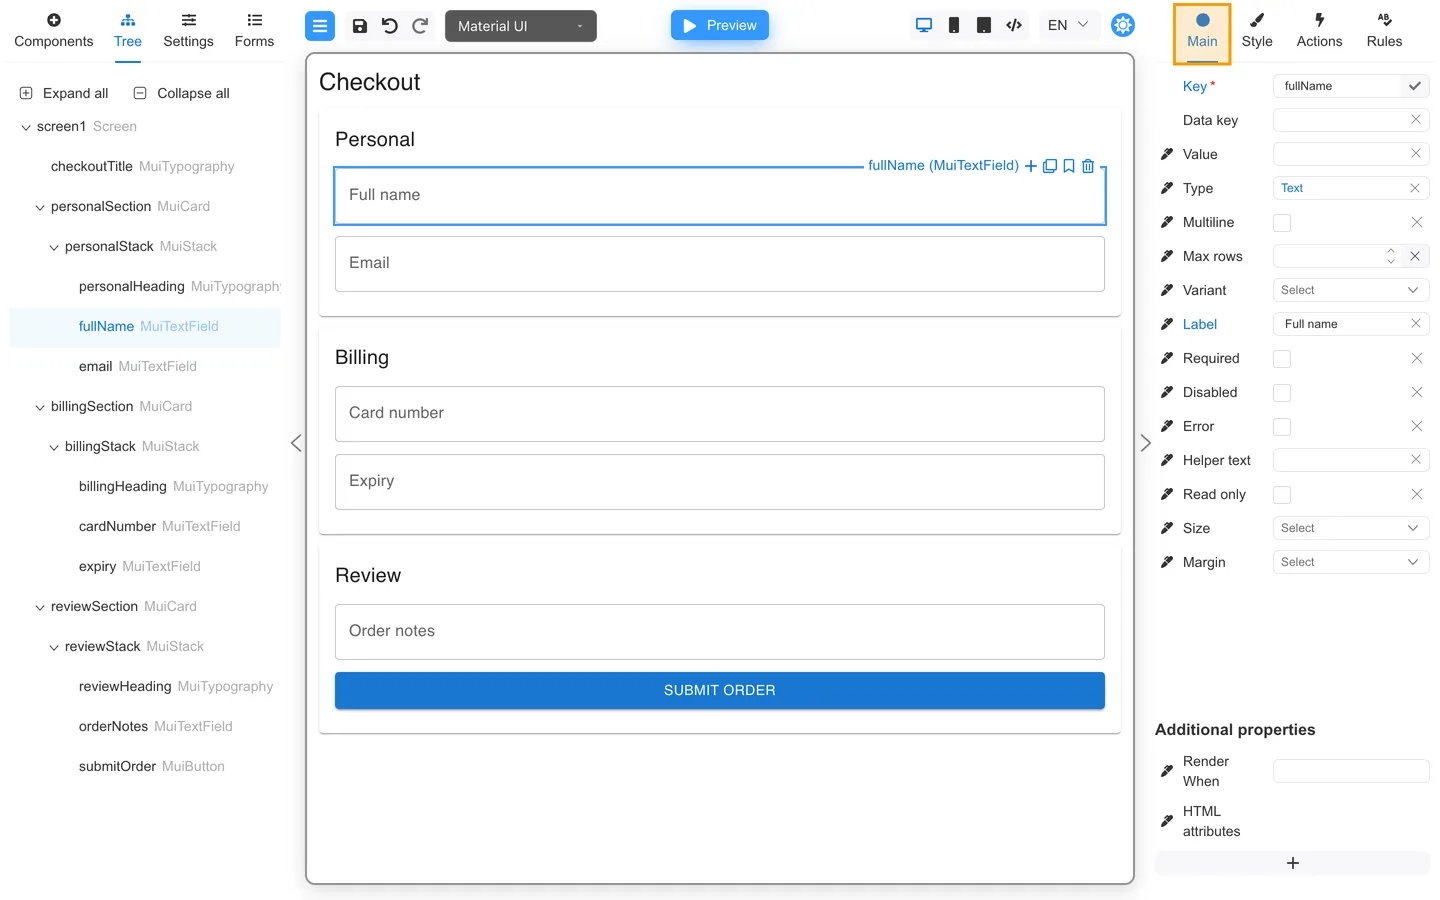 Components
Tree
Settings
Forms
Material UI
Preview
EN
Main
Style
Actions
Rules
Expand all
Collapse all
screen1 Screen
checkoutTitle MuiTypography
personalSection MuiCard
personalStack MuiStack
personalHeading MuiTypography
fullName MuiTextField
email MuiTextField
billingSection MuiCard
billingStack MuiStack
billingHeading MuiTypography
cardNumber MuiTextField
expiry MuiTextField
reviewSection MuiCard
reviewStack MuiStack
reviewHeading MuiTypography
orderNotes MuiTextField
submitOrder MuiButton
Checkout
Personal
fullName (MuiTextField)
Full name
Email
Billing
Card number
Expiry
Review
Order notes
SUBMIT ORDER
Key * fullName
Data key
Value
Type Text
Multiline
Max rows
Variant Select
Label Full name
Required
Disabled
Error
Helper text
Read only
Size Select
Margin Select
Additional properties
Render
When
HTML
attributes